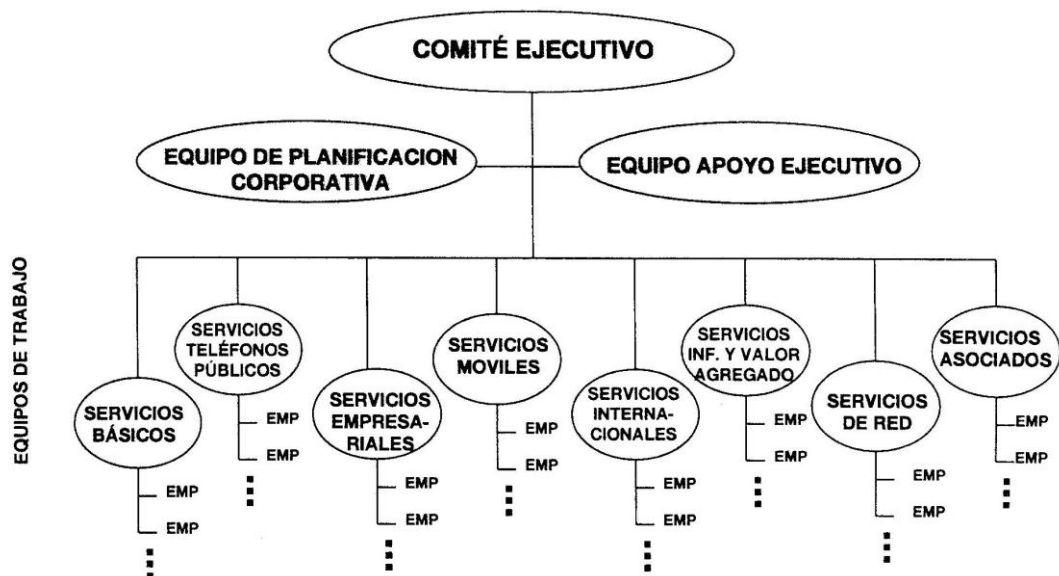 COMITÉ EJECUTIVO
EQUIPO DE PLANIFICACION
CORPORATIVA
EQUIPO APOYO EJECUTIVO
EQUIPOS DE TRABAJO
SERVICIOS
BÁSICOS
EMP
EMP
SERVICIOS
TELÉFONOS
PÚBLICOS
EMP
EMP
SERVICIOS
EMPRESA-
RIALES
EMP
EMP
SERVICIOS
MOVILES
EMP
EMP
SERVICIOS
INTERNA-
CIONALES
EMP
EMP
SERVICIOS
INF. Y VALOR
AGREGADO
EMP
EMP
SERVICIOS
DE RED
EMP
EMP
SERVICIOS
ASOCIADOS
EMP
EMP